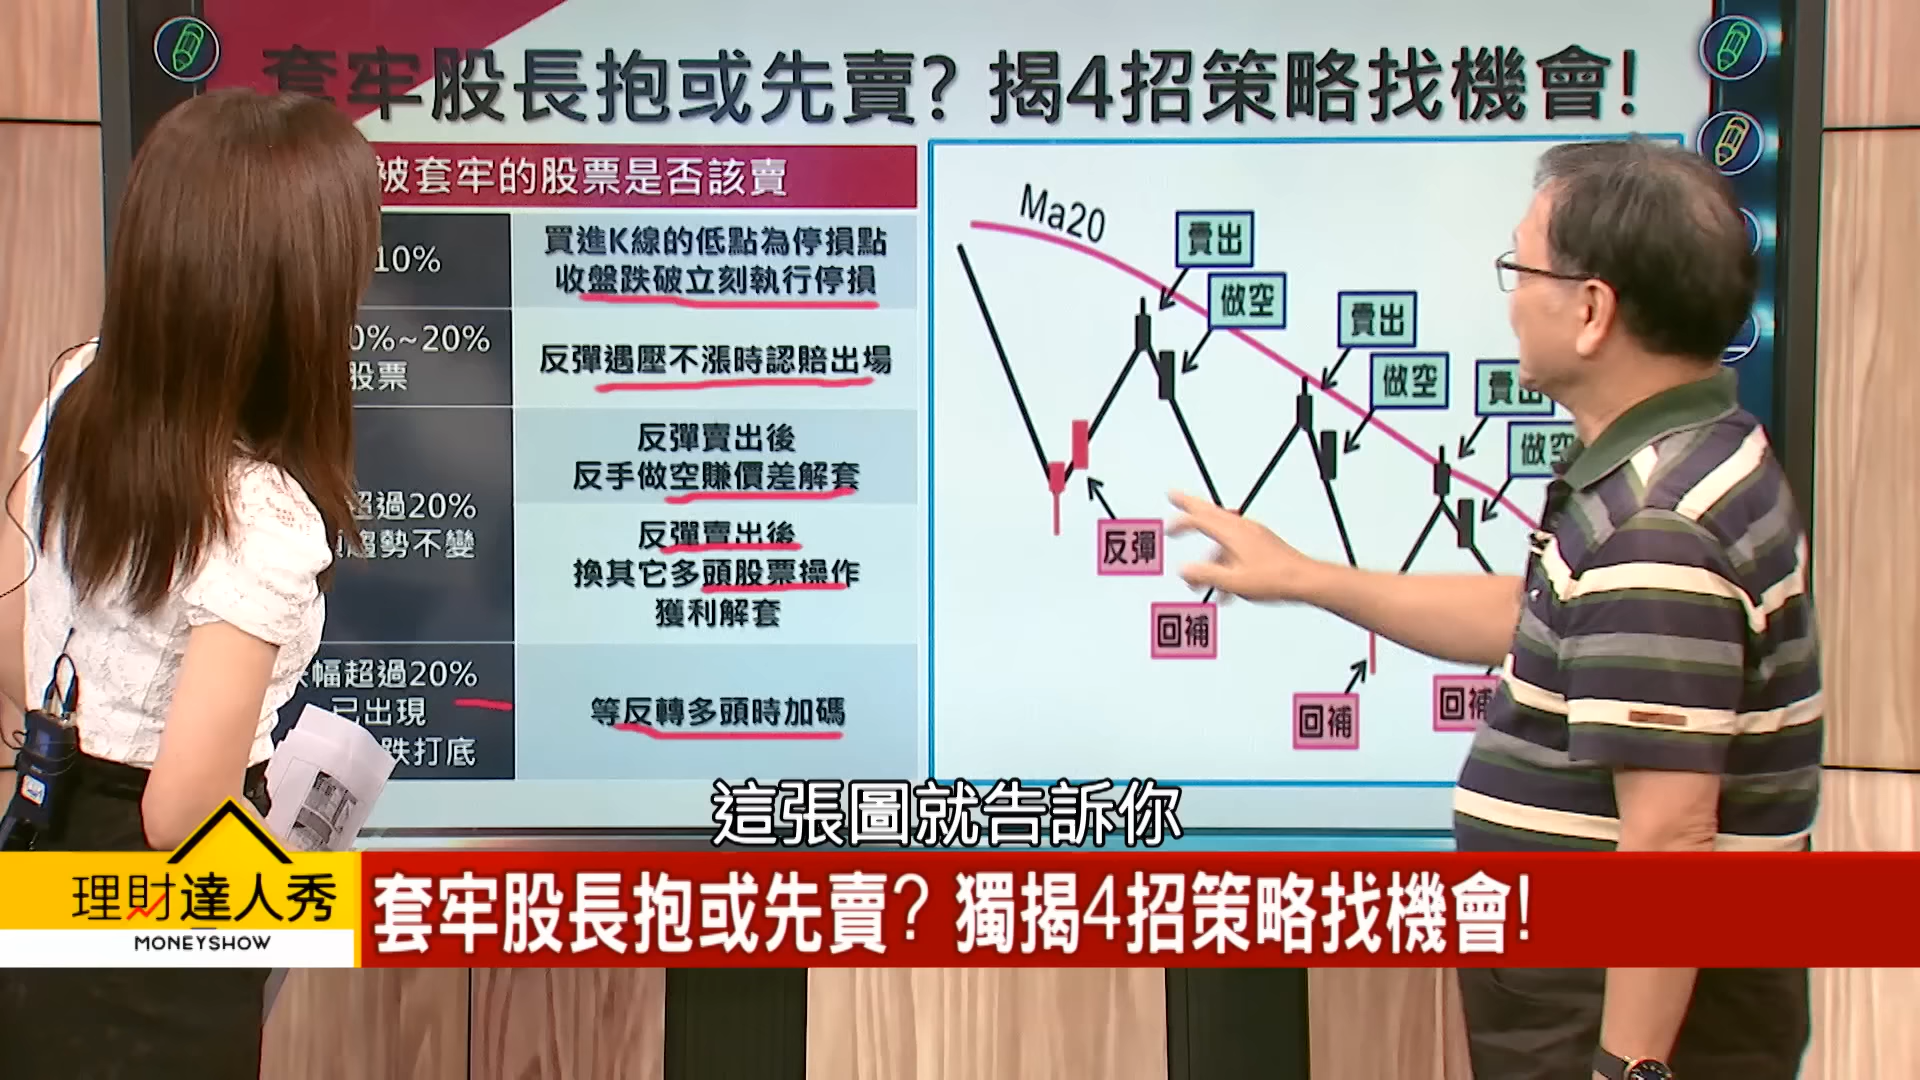 套牢股長抱或先賣? 揭4招策略找機會!
被套牢的股票是否該賣
10%
買進K線的低點為停損點
收盤跌破立刻執行停損
0%~20%
股票
反彈遇壓不漲時認賠出場
超過20%
趨勢不變
反彈賣出後
反手做空賺價差解套
反彈賣出後
換其它多頭股票操作
獲利解套
幅超過20%
已出現
跌打底
等反轉多頭時加碼
Ma20
賣出
做空
賣出
做空
賣出
做空
反彈
回補
回補
回補
這張圖就告訴你
理財達人秀
MONEYSHOW
套牢股長抱或先賣? 獨揭4招策略找機會!